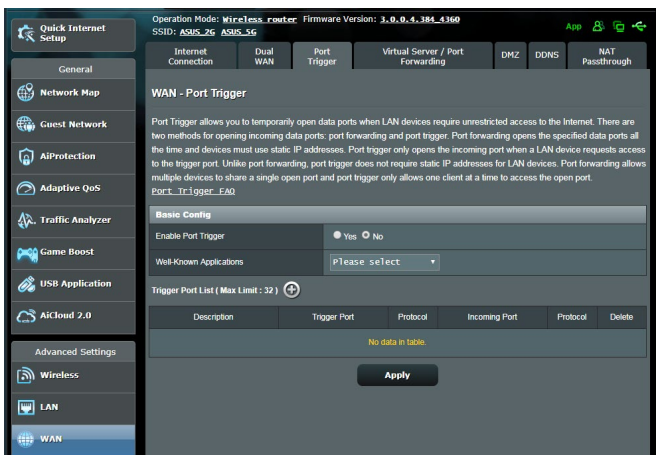 Quick Internet
Setup
General
Network Map
Guest Network
AiProtection
Adaptive QoS
Traffic Analyzer
Game Boost
USB Application
AiCloud 2.0
Advanced Settings
Wireless
LAN
WAN
Operation Mode: Wireless router Firmware Version: 3.0.0.4.384_4360
SSID: ASUS_2G ASUS_5G
App
Internet
Connection
Dual
WAN
Port
Trigger
Virtual Server / Port
Forwarding
DMZ
DDNS
NAT
Passthrough
WAN - Port Trigger
Port Trigger allows you to temporarily open data ports when LAN devices require unrestricted access to the Internet. There are
two methods for opening incoming data ports: port forwarding and port trigger. Port forwarding opens the specified data ports all
the time and devices must use static IP addresses. Port trigger only opens the incoming port when a LAN device requests access
to the trigger port. Unlike port forwarding, port trigger does not require static IP addresses for LAN devices. Port forwarding allows
multiple devices to share a single open port and port trigger only allows one client at a time to access the open port.
Port Trigger FAQ
Basic Config
Enable Port Trigger
Yes No
Well-Known Applications
Please select
Trigger Port List ( Max Limit : 32 )
Description Trigger Port Protocol Incoming Port Protocol Delete
No data in table.
Apply